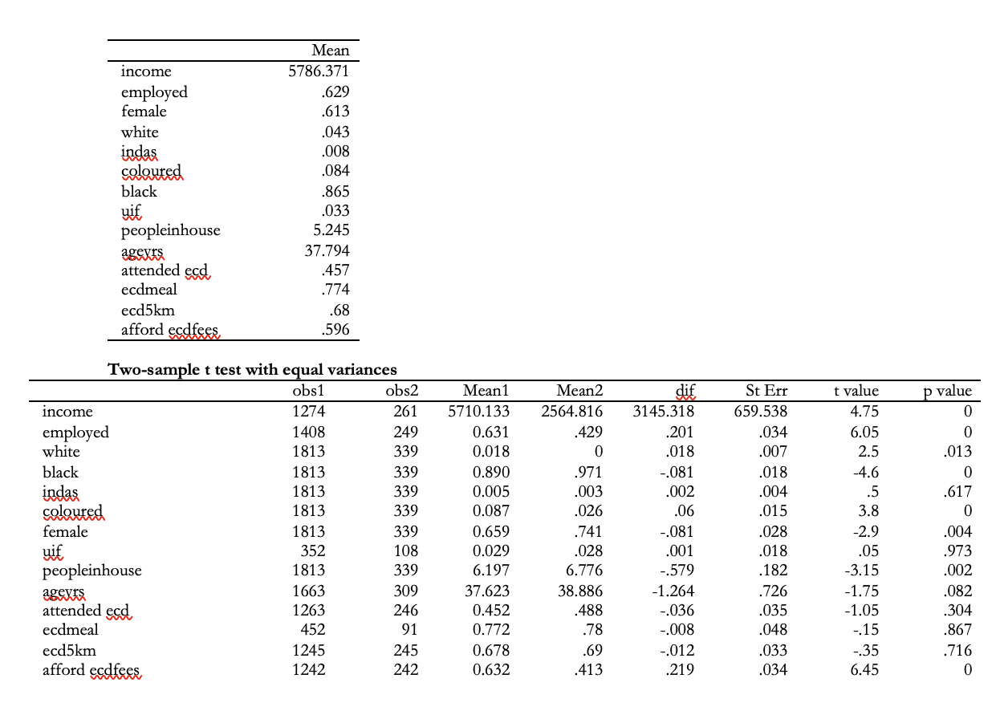 Mean
income 5786.371
employed .629
female .613
white .043
indas .008
coloured .084
black .865
uif .033
peopleinhouse 5.245
ageyrs 37.794
attended ecd .457
ecdmeal .774
ecd5km .68
afford ecdfees .596
Two-sample t test with equal variances
obs1 obs2 Mean1 Mean2 dif St Err t value p value
income 1274 261 5710.133 2564.816 3145.318 659.538 4.75 0
employed 1408 249 0.631 .429 .201 .034 6.05 0
white 1813 339 0.018 0 .018 .007 2.5 .013
black 1813 339 0.890 .971 -.081 .018 -4.6 0
indas 1813 339 0.005 .003 .002 .004 .5 .617
coloured 1813 339 0.087 .026 .06 .015 3.8 0
female 1813 339 0.659 .741 -.081 .028 -2.9 .004
uif 352 108 0.029 .028 .001 .018 .05 .973
peopleinhouse 1813 339 6.197 6.776 -.579 .182 -3.15 .002
ageyrs 1663 309 37.623 38.886 -1.264 .726 -1.75 .082
attended ecd 1263 246 0.452 .488 -.036 .035 -1.05 .304
ecdmeal 452 91 0.772 .78 -.008 .048 -.15 .867
ecd5km 1245 245 0.678 .69 -.012 .033 -.35 .716
afford ecdfees 1242 242 0.632 .413 .219 .034 6.45 0